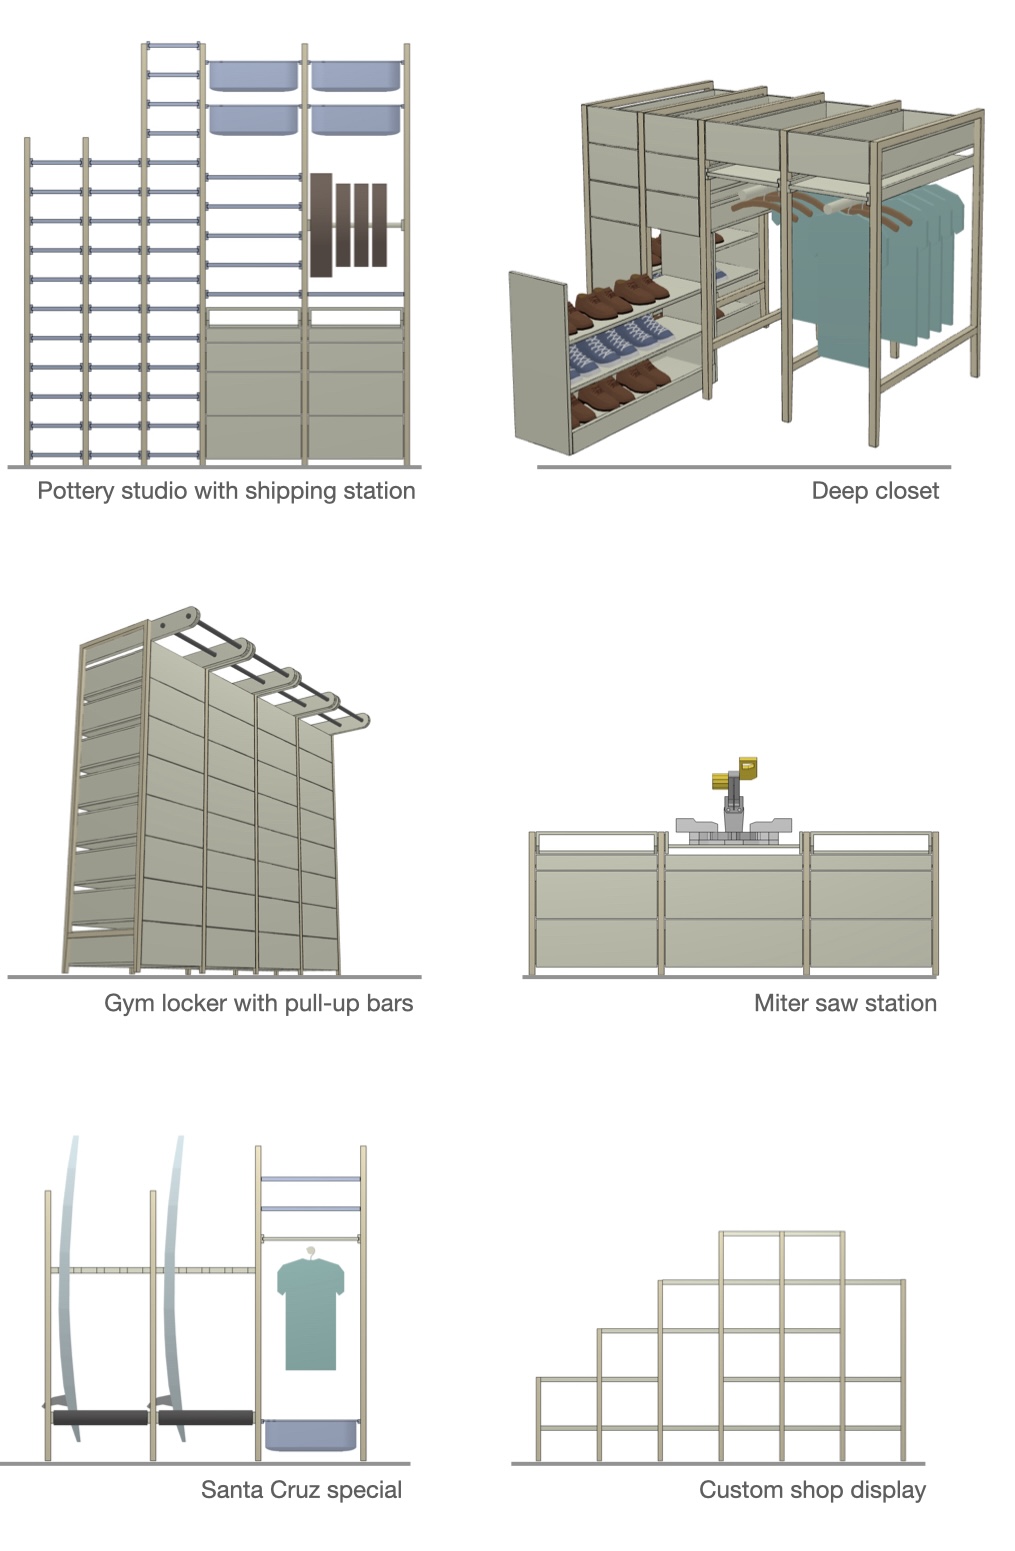 Pottery studio with shipping station
Deep closet
Gym locker with pull-up bars
Miter saw station
Santa Cruz special
Custom shop display